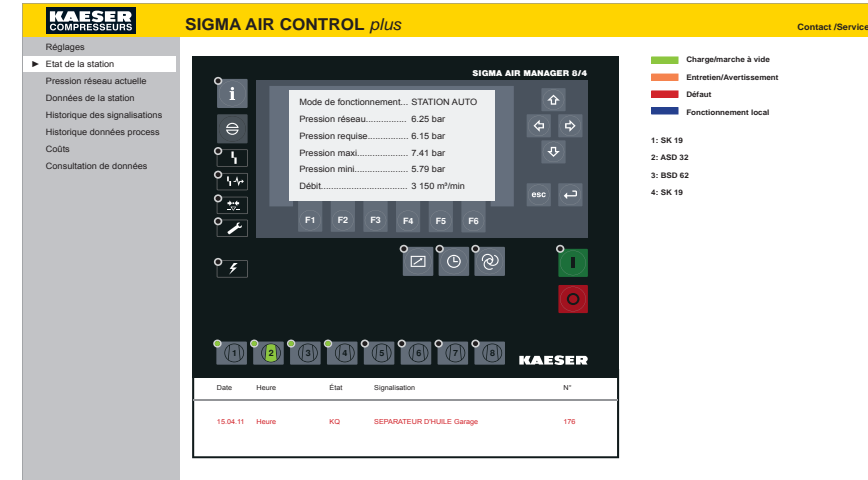 KAESER
COMPRESSEURS
SIGMA AIR CONTROL plus
Contact /Service
Réglages
Etat de la station
Pression réseau actuelle
Données de la station
Historique des signalisations
Historique données process
Coûts
Consultation de données
SIGMA AIR MANAGER 8/4
i
Mode de fonctionnement... STATION AUTO
Pression réseau............... 6.25 bar
Pression requise............... 6.15 bar
Pression maxi................... 7.41 bar
Pression mini.................... 5.79 bar
Débit................................. 3 150 m³/min
esc
F1 F2 F3 F4 F5 F6
I
O
1 2 3 4 5 6 7 8
KAESER
Date Heure État Signalisation N°
15.04.11 Heure KQ SEPARATEUR D'HUILE Garage 176
Charge/marche à vide
Entretien/Avertissement
Défaut
Fonctionnement local
1: SK 19
2: ASD 32
3: BSD 62
4: SK 19